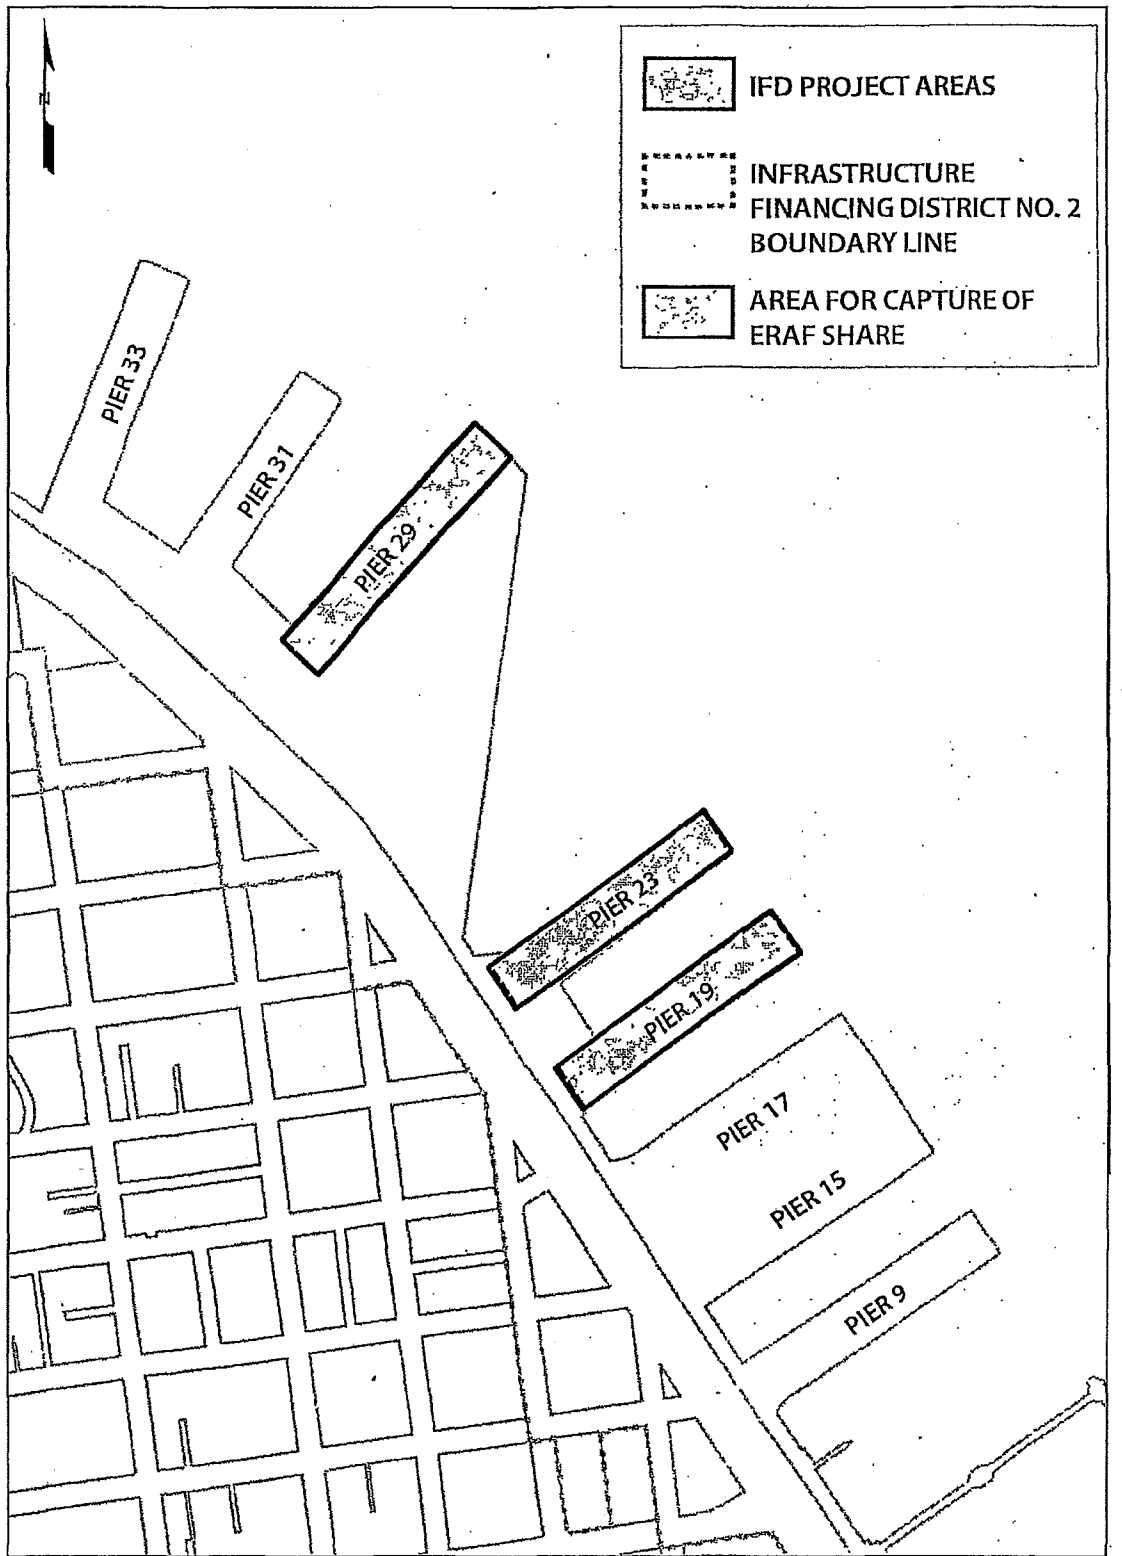 IFD PROJECT AREAS
INFRASTRUCTURE
FINANCING DISTRICT NO. 2
BOUNDARY LINE
AREA FOR CAPTURE OF
ERAF SHARE
PIER 33
PIER 31
PIER 29
PIER 23
PIER 19
PIER 17
PIER 15
PIER 9